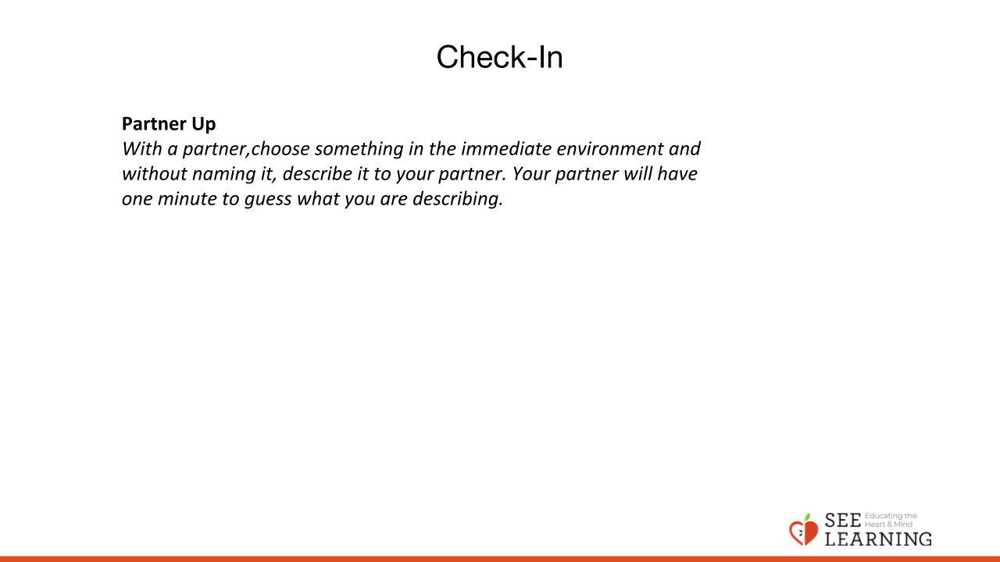 Check-In
Partner Up
With a partner,choose something in the immediate environment and
without naming it, describe it to your partner. Your partner will have
one minute to guess what you are describing.
SEE Educating the
Heart & Mind
LEARNING